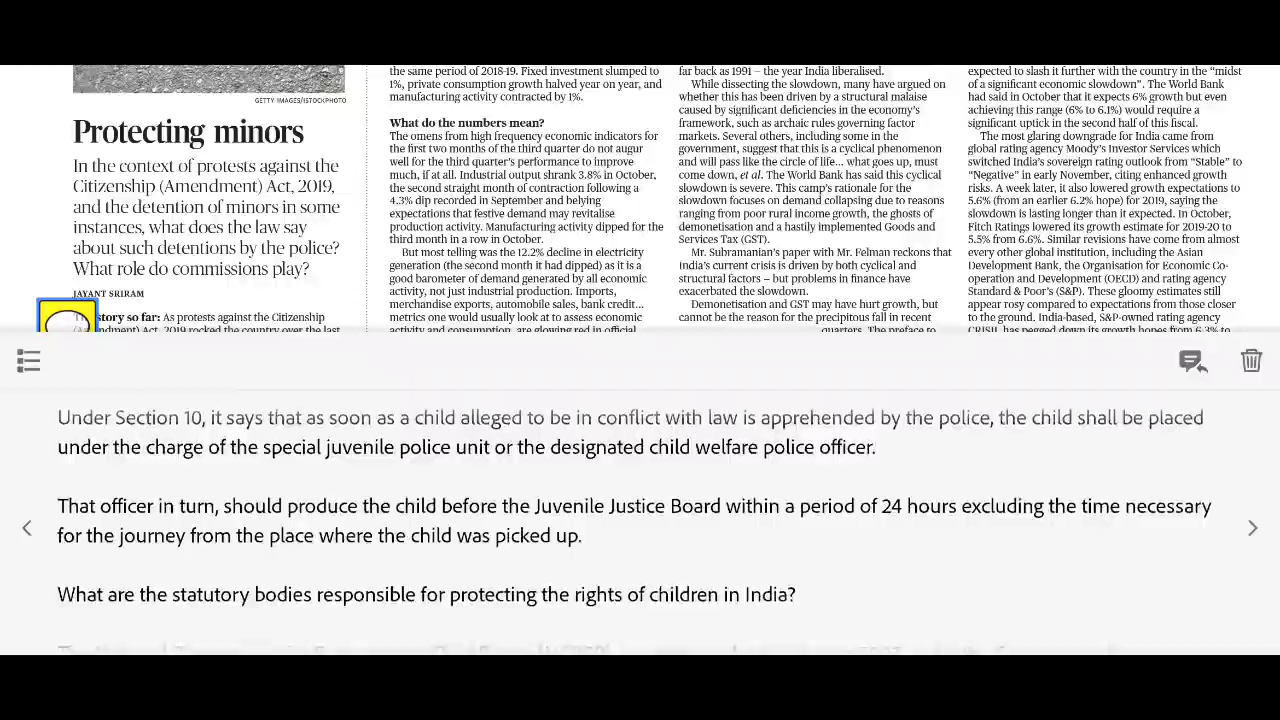 GETTY IMAGES/ISTOCKPHOTO
Protecting minors
In the context of protests against the
Citizenship (Amendment) Act, 2019,
and the detention of minors in some
instances, what does the law say
about such detentions by the police?
What role do commissions play?
JAYANT SRIRAM
story so far: As protests against the Citizenship
Act, 2019 rocked the country over the last
the same period of 2018-19. Fixed investment slumped to
1%, private consumption growth halved year on year, and
manufacturing activity contracted by 1%.
What do the numbers mean?
The omens from high frequency economic indicators for
the first two months of the third quarter do not augur
well for the third quarter's performance to improve
much, if at all. Industrial output shrank 3.8% in October,
the second straight month of contraction following a
4.3% dip recorded in September and belying
expectations that festive demand may revitalise
production activity. Manufacturing activity dipped for the
third month in a row in October.
But most telling was the 12.2% decline in electricity
generation (the second month it had dipped) as it is a
good barometer of demand generated by all economic
activity, not just industrial production. Imports,
merchandise exports, automobile sales, bank credit...
metrics one would usually look at to assess economic
activity and consumption, are glowing red in official
far back as 1991 – the year India liberalised.
While dissecting the slowdown, many have argued on
whether this has been driven by a structural malaise
caused by significant deficiencies in the economy's
framework, such as archaic rules governing factor
markets. Several others, including some in the
government, suggest that this is a cyclical phenomenon
and will pass like the circle of life... what goes up, must
come down, et al. The World Bank has said this cyclical
slowdown is severe. This camp's rationale for the
slowdown focuses on demand collapsing due to reasons
ranging from poor rural income growth, the ghosts of
demonetisation and a hastily implemented Goods and
Services Tax (GST).
Mr. Subramanian's paper with Mr. Felman reckons that
India's current crisis is driven by both cyclical and
structural factors – but problems in finance have
exacerbated the slowdown.
Demonetisation and GST may have hurt growth, but
cannot be the reason for the precipitous fall in recent
quarters. The preface to
expected to slash it further with the country in the "midst
of a significant economic slowdown". The World Bank
had said in October that it expects 6% growth but even
achieving this range (6% to 6.1%) would require a
significant uptick in the second half of this fiscal.
The most glaring downgrade for India came from
global rating agency Moody's Investor Services which
switched India's sovereign rating outlook from "Stable" to
"Negative" in early November, citing enhanced growth
risks. A week later, it also lowered growth expectations to
5.6% (from an earlier 6.2% hope) for 2019, saying the
slowdown is lasting longer than it expected. In October,
Fitch Ratings lowered its growth estimate for 2019-20 to
5.5% from 6.6%. Similar revisions have come from almost
every other global institution, including the Asian
Development Bank, the Organisation for Economic Co-
operation and Development (OECD) and rating agency
Standard & Poor's (S&P). These gloomy estimates still
appear rosy compared to expectations from those closer
to the ground. India-based, S&P-owned rating agency
CRISIL has pegged down its growth hopes from 6.3% to
Under Section 10, it says that as soon as a child alleged to be in conflict with law is apprehended by the police, the child shall be placed
under the charge of the special juvenile police unit or the designated child welfare police officer.
That officer in turn, should produce the child before the Juvenile Justice Board within a period of 24 hours excluding the time necessary
for the journey from the place where the child was picked up.
What are the statutory bodies responsible for protecting the rights of children in India?